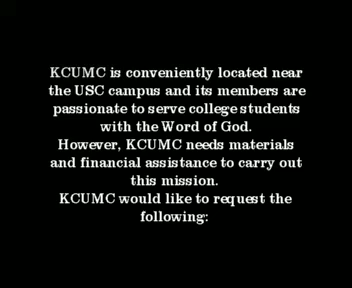 KCUMC is conveniently located near
the USC campus and its members are
passionate to serve college students
with the Word of God.
However, KCUMC needs materials
and financial assistance to carry out
this mission.
KCUMC would like to request the
following: